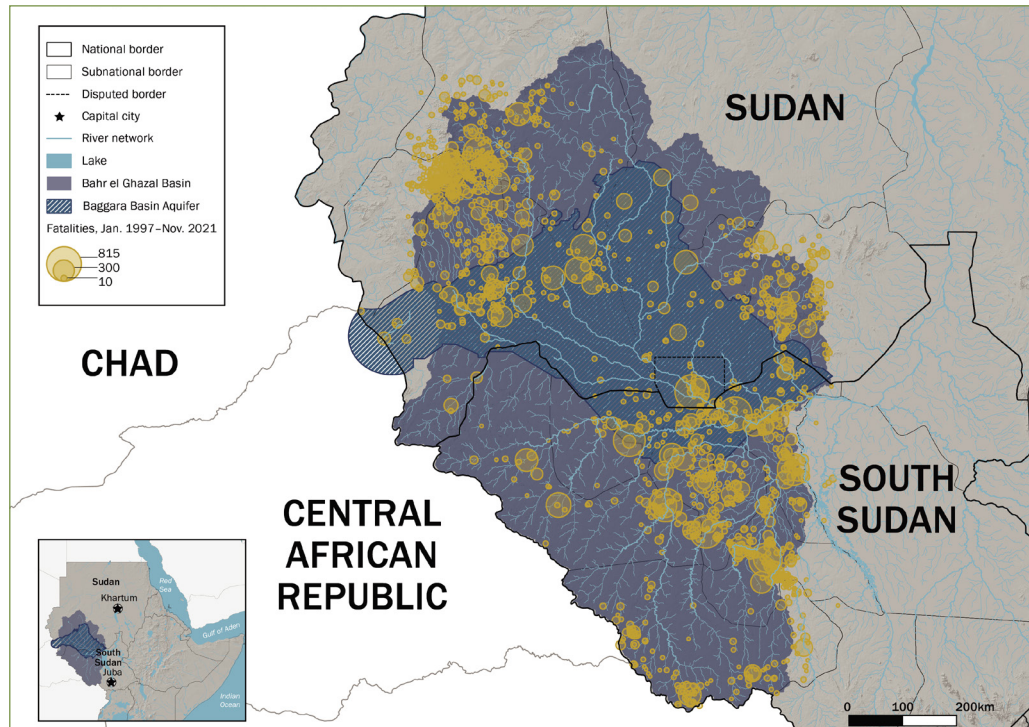 National border
Subnational border
Disputed border
Capital city
River network
Lake
Bahr el Ghazal Basin
Baggara Basin Aquifer
Fatalities, Jan. 1997–Nov. 2021
815
300
10
SUDAN
CHAD
CENTRAL
AFRICAN
REPUBLIC
SOUTH
SUDAN
Sudan
Khartum
Red
Sea
Gulf of Aden
South
Sudan
Juba
Indian
Ocean
0 100 200km